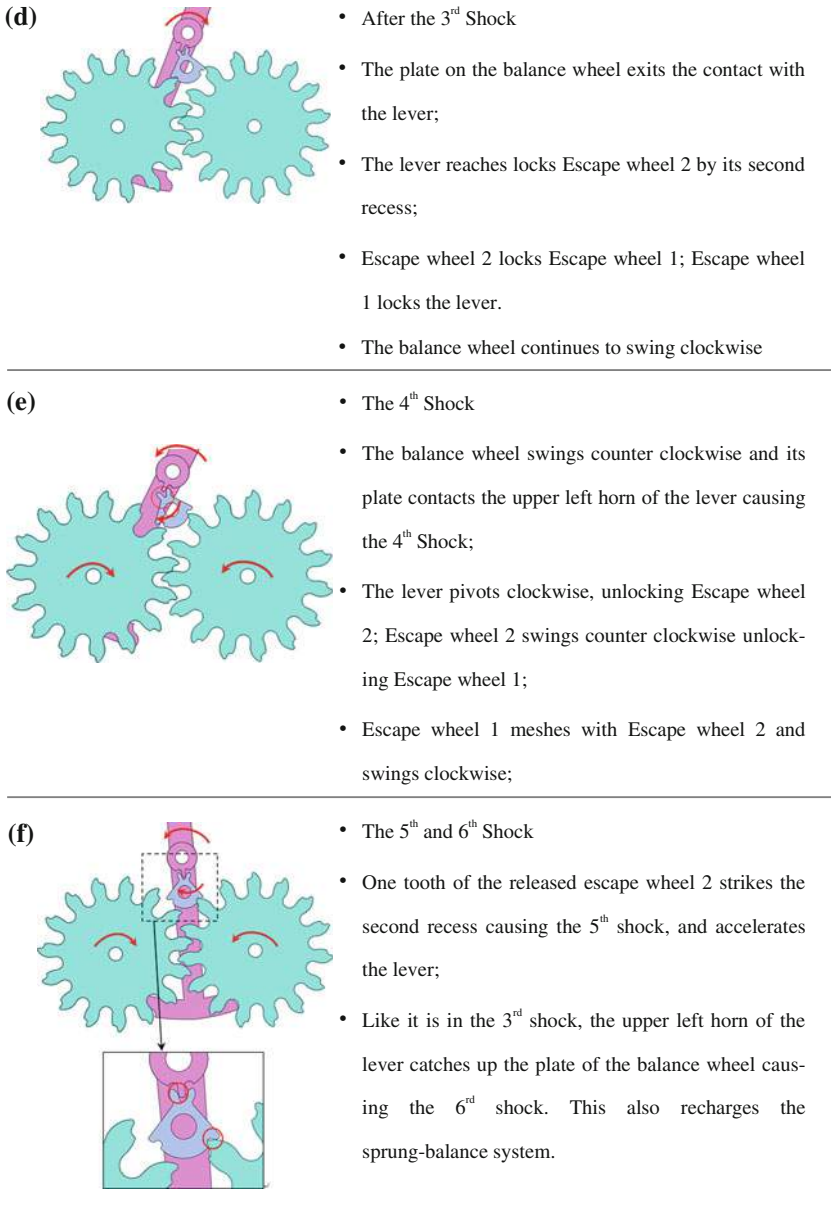 (d)
• After the 3rd Shock
• The plate on the balance wheel exits the contact with
the lever;
• The lever reaches locks Escape wheel 2 by its second
recess;
• Escape wheel 2 locks Escape wheel 1; Escape wheel
1 locks the lever.
• The balance wheel continues to swing clockwise
(e)
• The 4th Shock
• The balance wheel swings counter clockwise and its
plate contacts the upper left horn of the lever causing
the 4th Shock;
• The lever pivots clockwise, unlocking Escape wheel
2; Escape wheel 2 swings counter clockwise unlock-
ing Escape wheel 1;
• Escape wheel 1 meshes with Escape wheel 2 and
swings clockwise;
(f)
• The 5th and 6th Shock
• One tooth of the released escape wheel 2 strikes the
second recess causing the 5th shock, and accelerates
the lever;
• Like it is in the 3rd shock, the upper left horn of the
lever catches up the plate of the balance wheel caus-
ing the 6rd shock. This also recharges the
sprung-balance system.